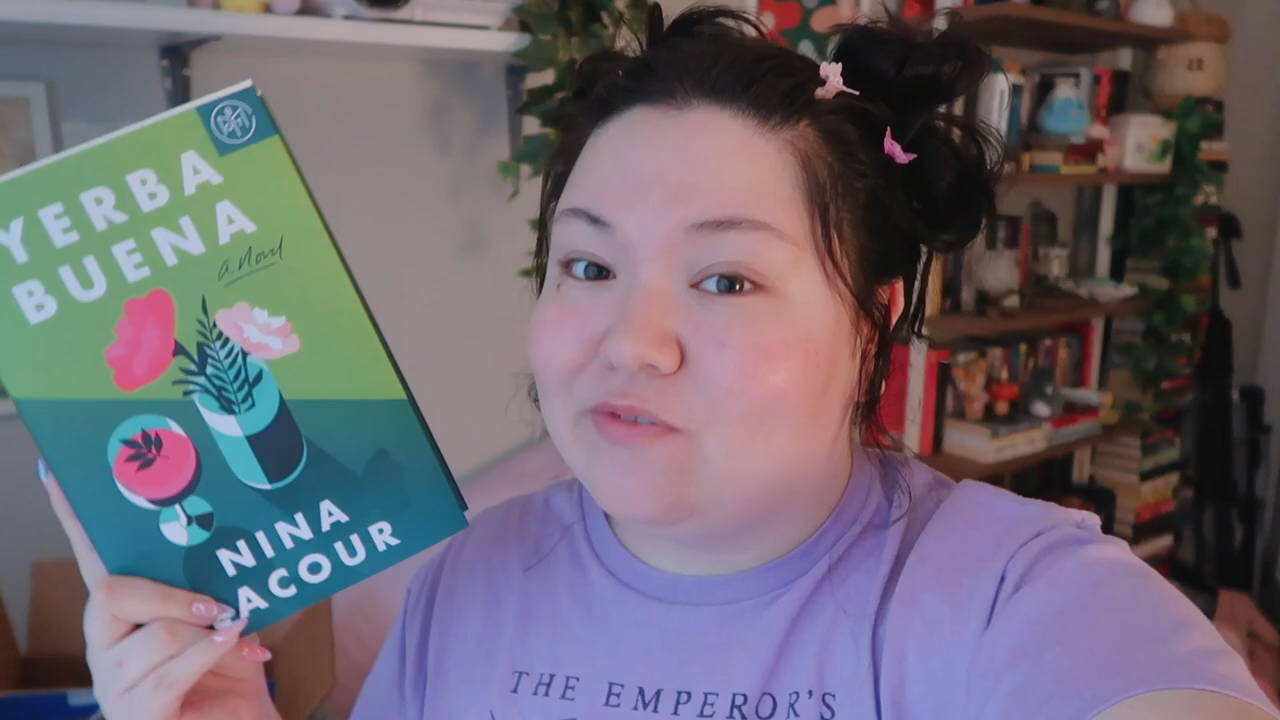 YERBA
BUENA
a novel
NINA
LACOUR
THE EMPEROR'S